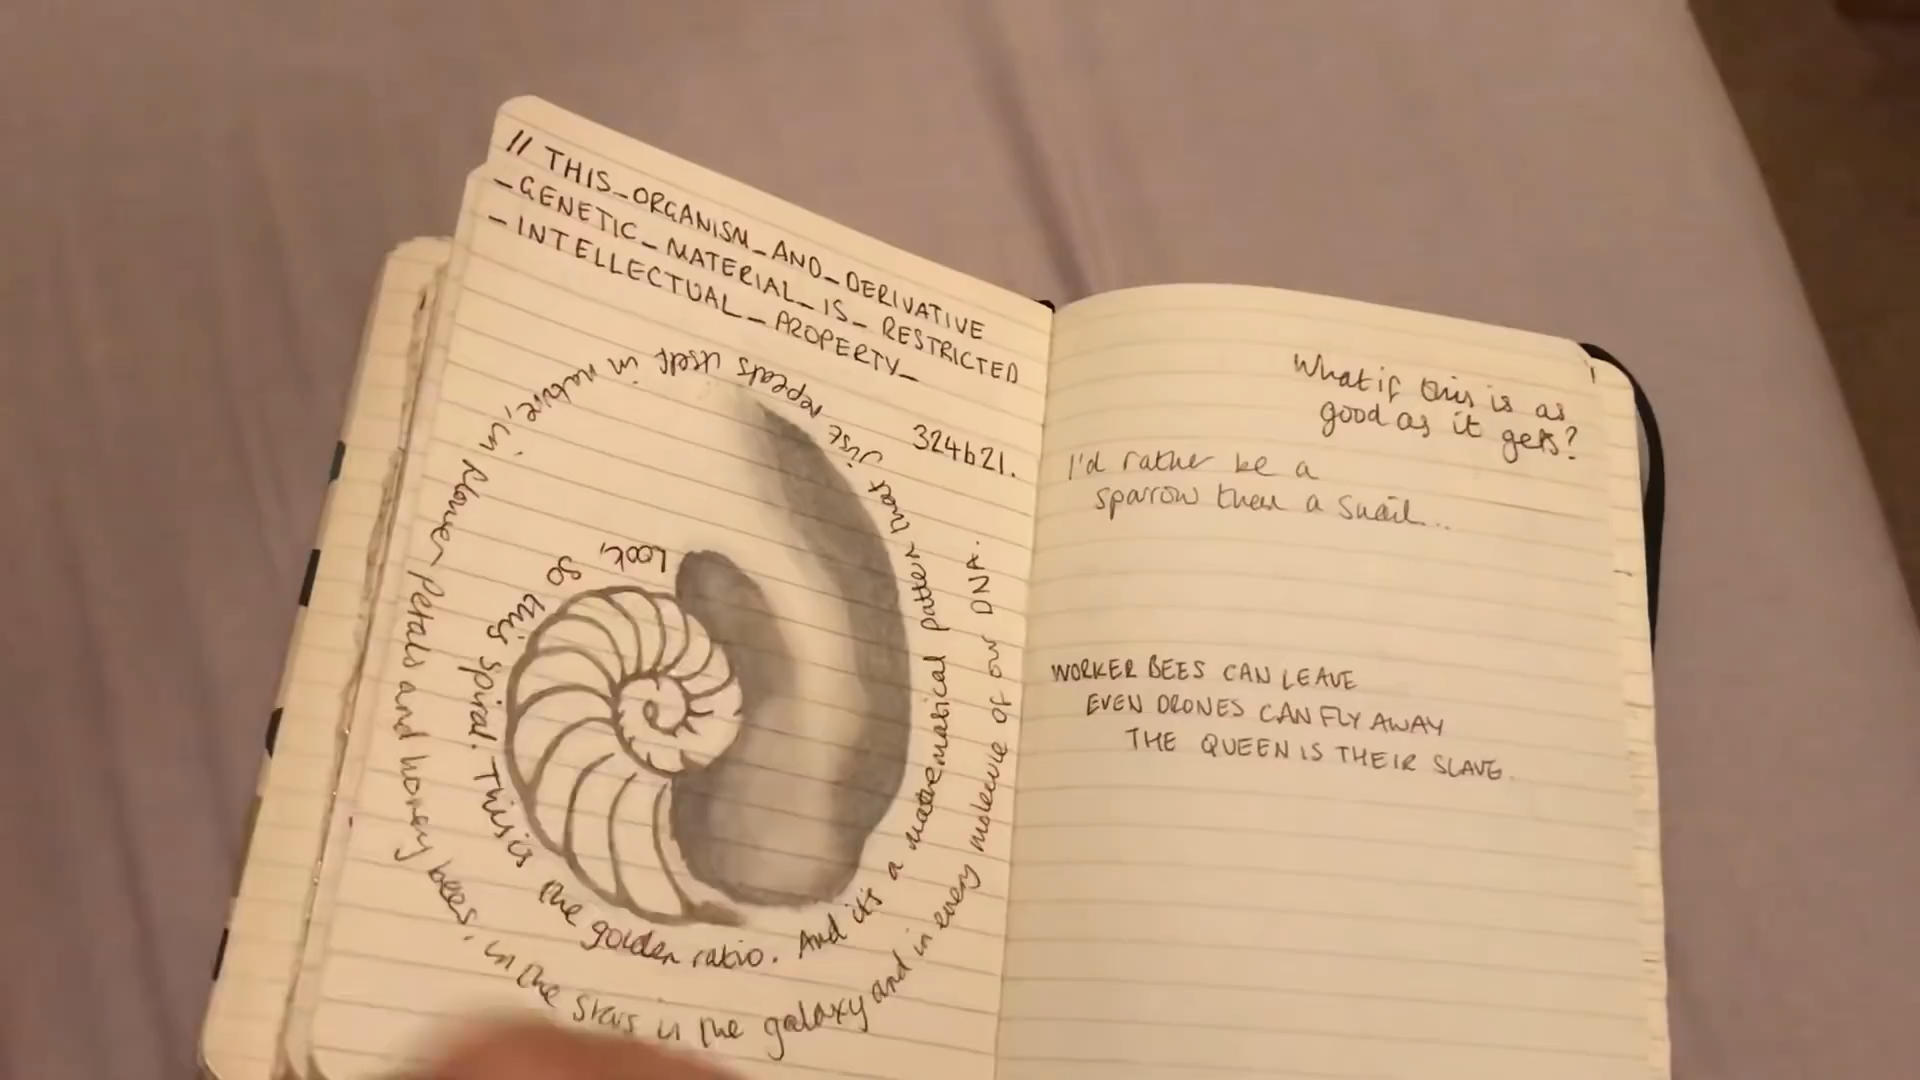 // THIS_ORGANISM_AND_DERIVATIVE
_GENETIC_MATERIAL_IS_RESTRICTED
_INTELLECTUAL_PROPERTY_
324b21.
Look, so this spiral. This is the golden ratio. And it's a mathematical pattern that just repeats itself in nature, in flower petals and honey bees, in the stars in the galaxy and in every molecule of our DNA.
What if this is as
good as it gets?
I'd rather be a
sparrow than a snail...
WORKER BEES CAN LEAVE
EVEN DRONES CAN FLY AWAY
THE QUEEN IS THEIR SLAVE.